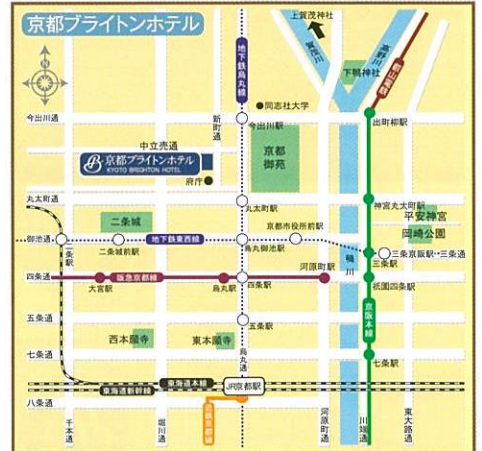 京都ブライトンホテル
上賀茂神社
地下鉄烏丸線
賀茂川
高野川
叡山電鉄
下鴨神社
新町通
同志社大学
今出川通
今出川駅
出町柳駅
中立売通
京都御苑
京都ブライトンホテル
KYOTO BRIGHTON HOTEL
府庁
丸太町通
丸太町駅
神宮丸太町駅
平安神宮
二条城
京都市役所前駅
岡崎公園
御池通
二条駅
二条城前駅
地下鉄東西線
烏丸御池駅
鴨川
三条駅
三条京阪駅
三条通
四条通
阪急京都線
河原町駅
大宮駅
烏丸駅
四条駅
祇園四条駅
五条通
五条駅
京阪本線
西本願寺
東本願寺
七条通
烏丸通
七条駅
東海道本線
東海道新幹線
JR京都駅
八条通
近鉄京都線
千本通
堀川通
河原町通
川端通
東大路通